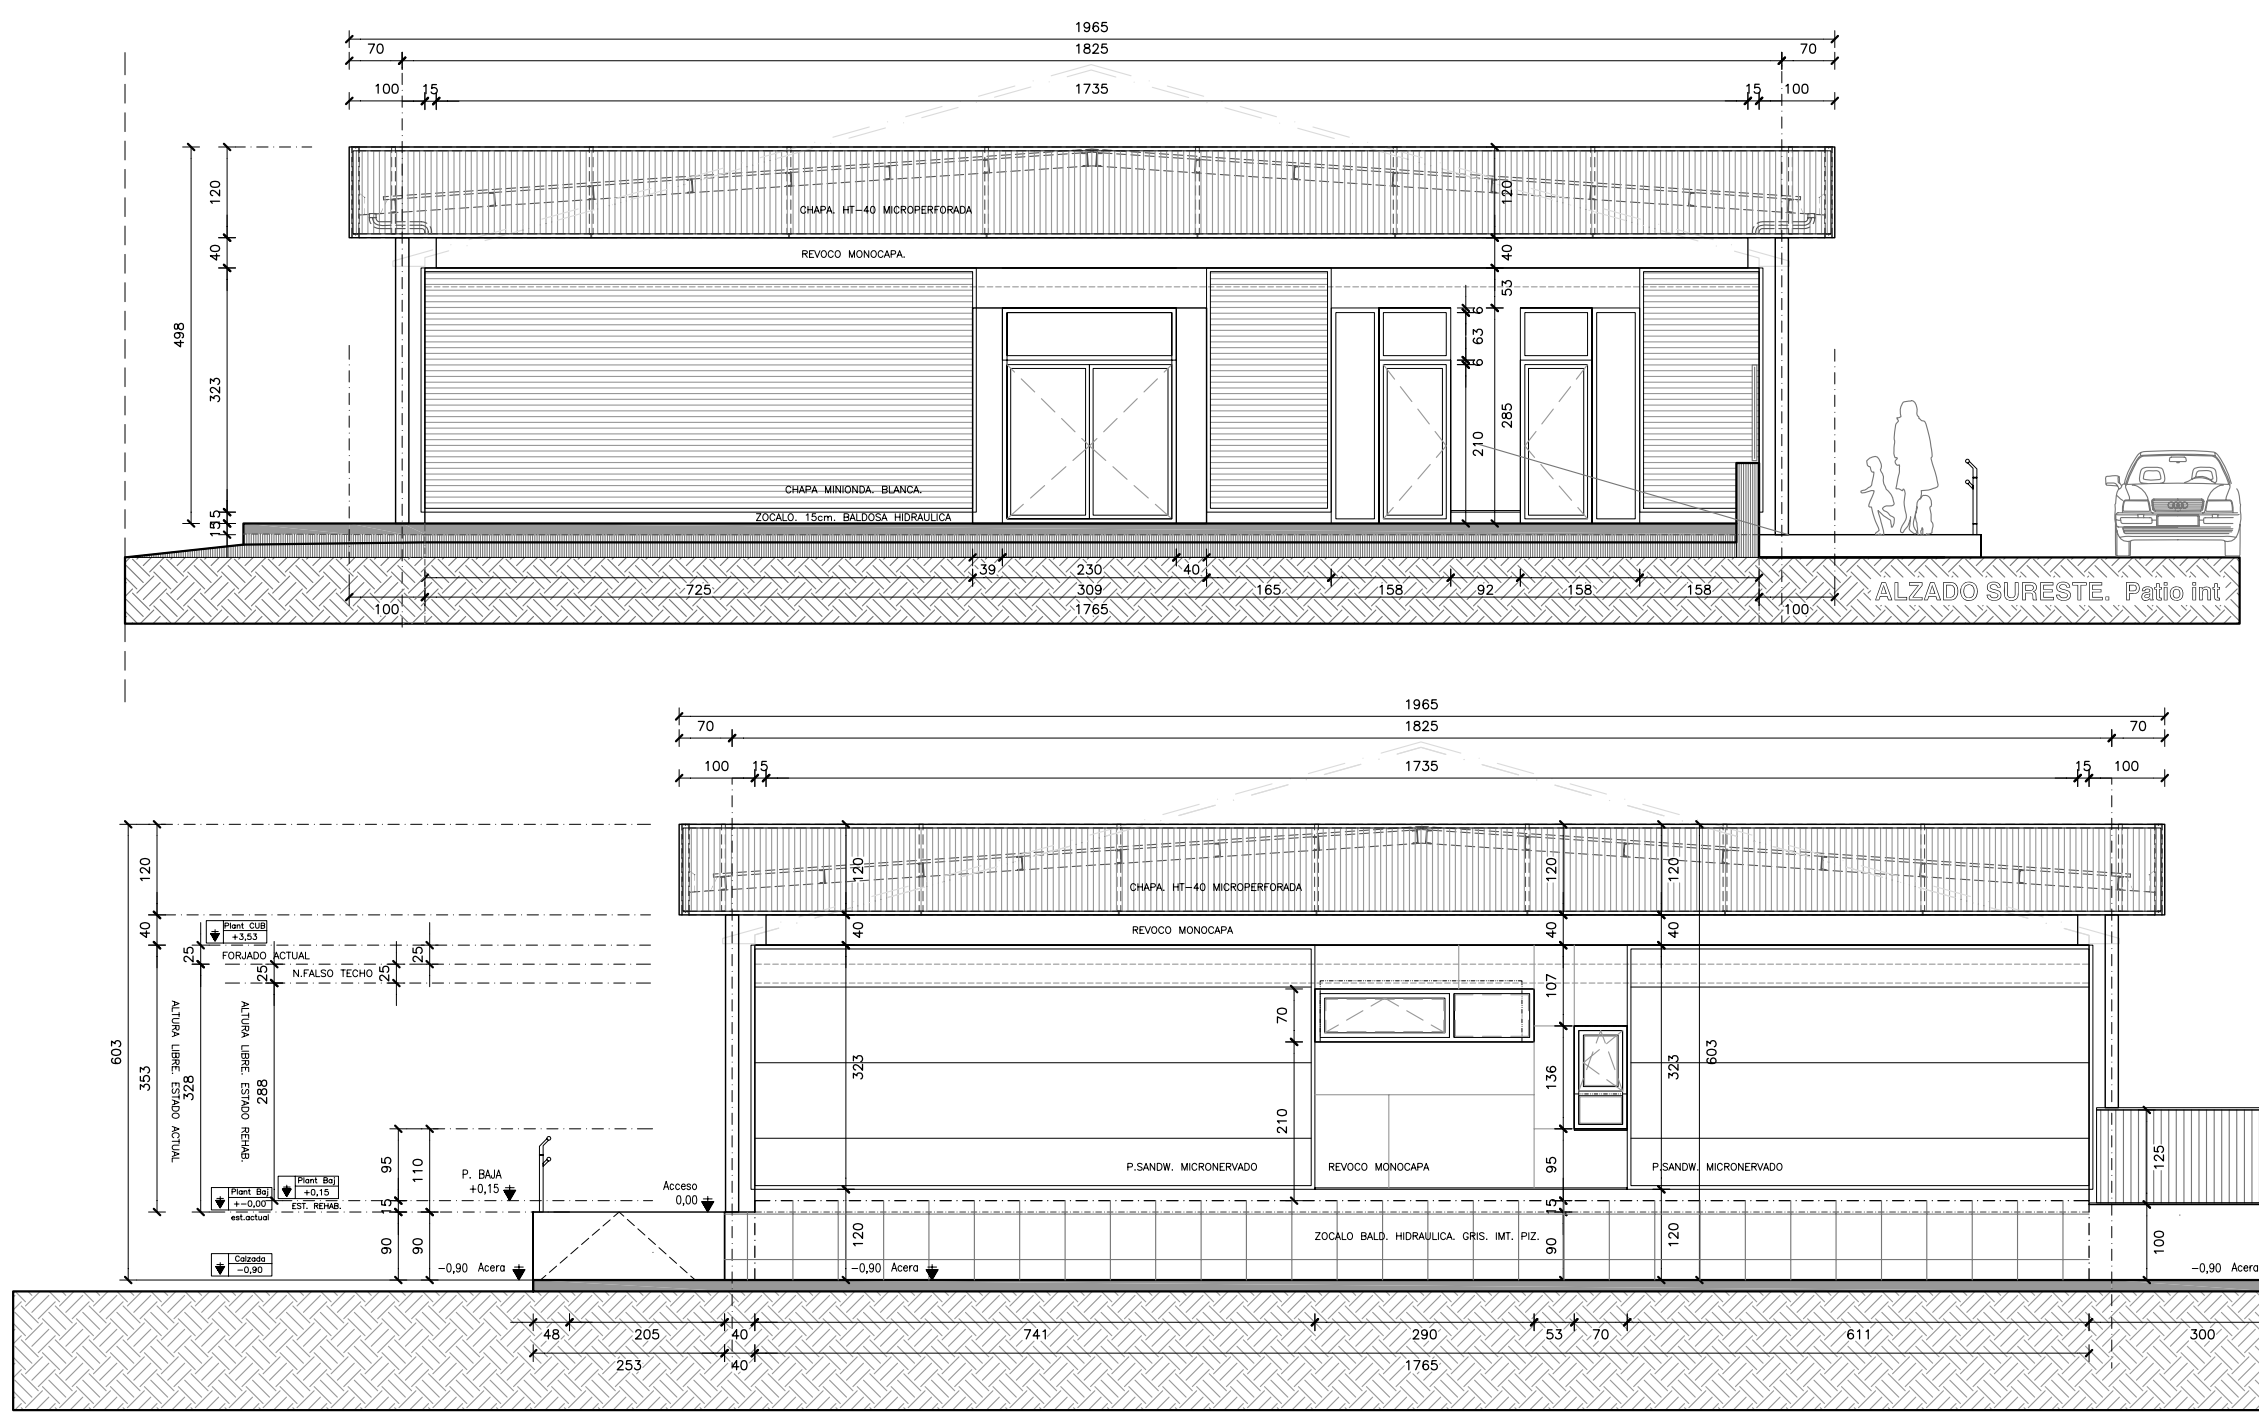 1965
70 1825 70
100 15 1735 15 100
120
40
498
323
15
15
CHAPA. HT-40 MICROPERFORADA
REVOCO MONOCAPA.
120
40
53
6
63
6
285
210
CHAPA MINIONDA. BLANCA.
ZOCALO. 15cm. BALDOSA HIDRAULICA
39 230 40
725 309 165 158 92 158 158
100 1765 100
ALZADO SURESTE. Patio int
1965
70 1825 70
100 15 1735 15 100
120
40
603
353
Plant CUB
+3,53
25
FORJADO ACTUAL
25
N.FALSO TECHO
25
25
ALTURA LIBRE. ESTADO ACTUAL
328
ALTURA LIBRE. ESTADO REHAB.
288
95
110
15
90
90
Plant Baj
+0,15
EST. REHAB.
Plant Baj
+-0,00
est.actual
Calzada
-0,90
P. BAJA
+0,15
Acceso
0,00
-0,90 Acera
120
40
323
120
CHAPA. HT-40 MICROPERFORADA
REVOCO MONOCAPA
70
210
120
40
107
136
95
15
90
120
40
323
120
603
P.SANDW. MICRONERVADO
REVOCO MONOCAPA
P.SANDW. MICRONERVADO
ZOCALO BALD. HIDRAULICA. GRIS. IMT. PIZ.
-0,90 Acera
125
100
-0,90 Acera
48 205 40 741 290 53 70 611 300
253 40 1765